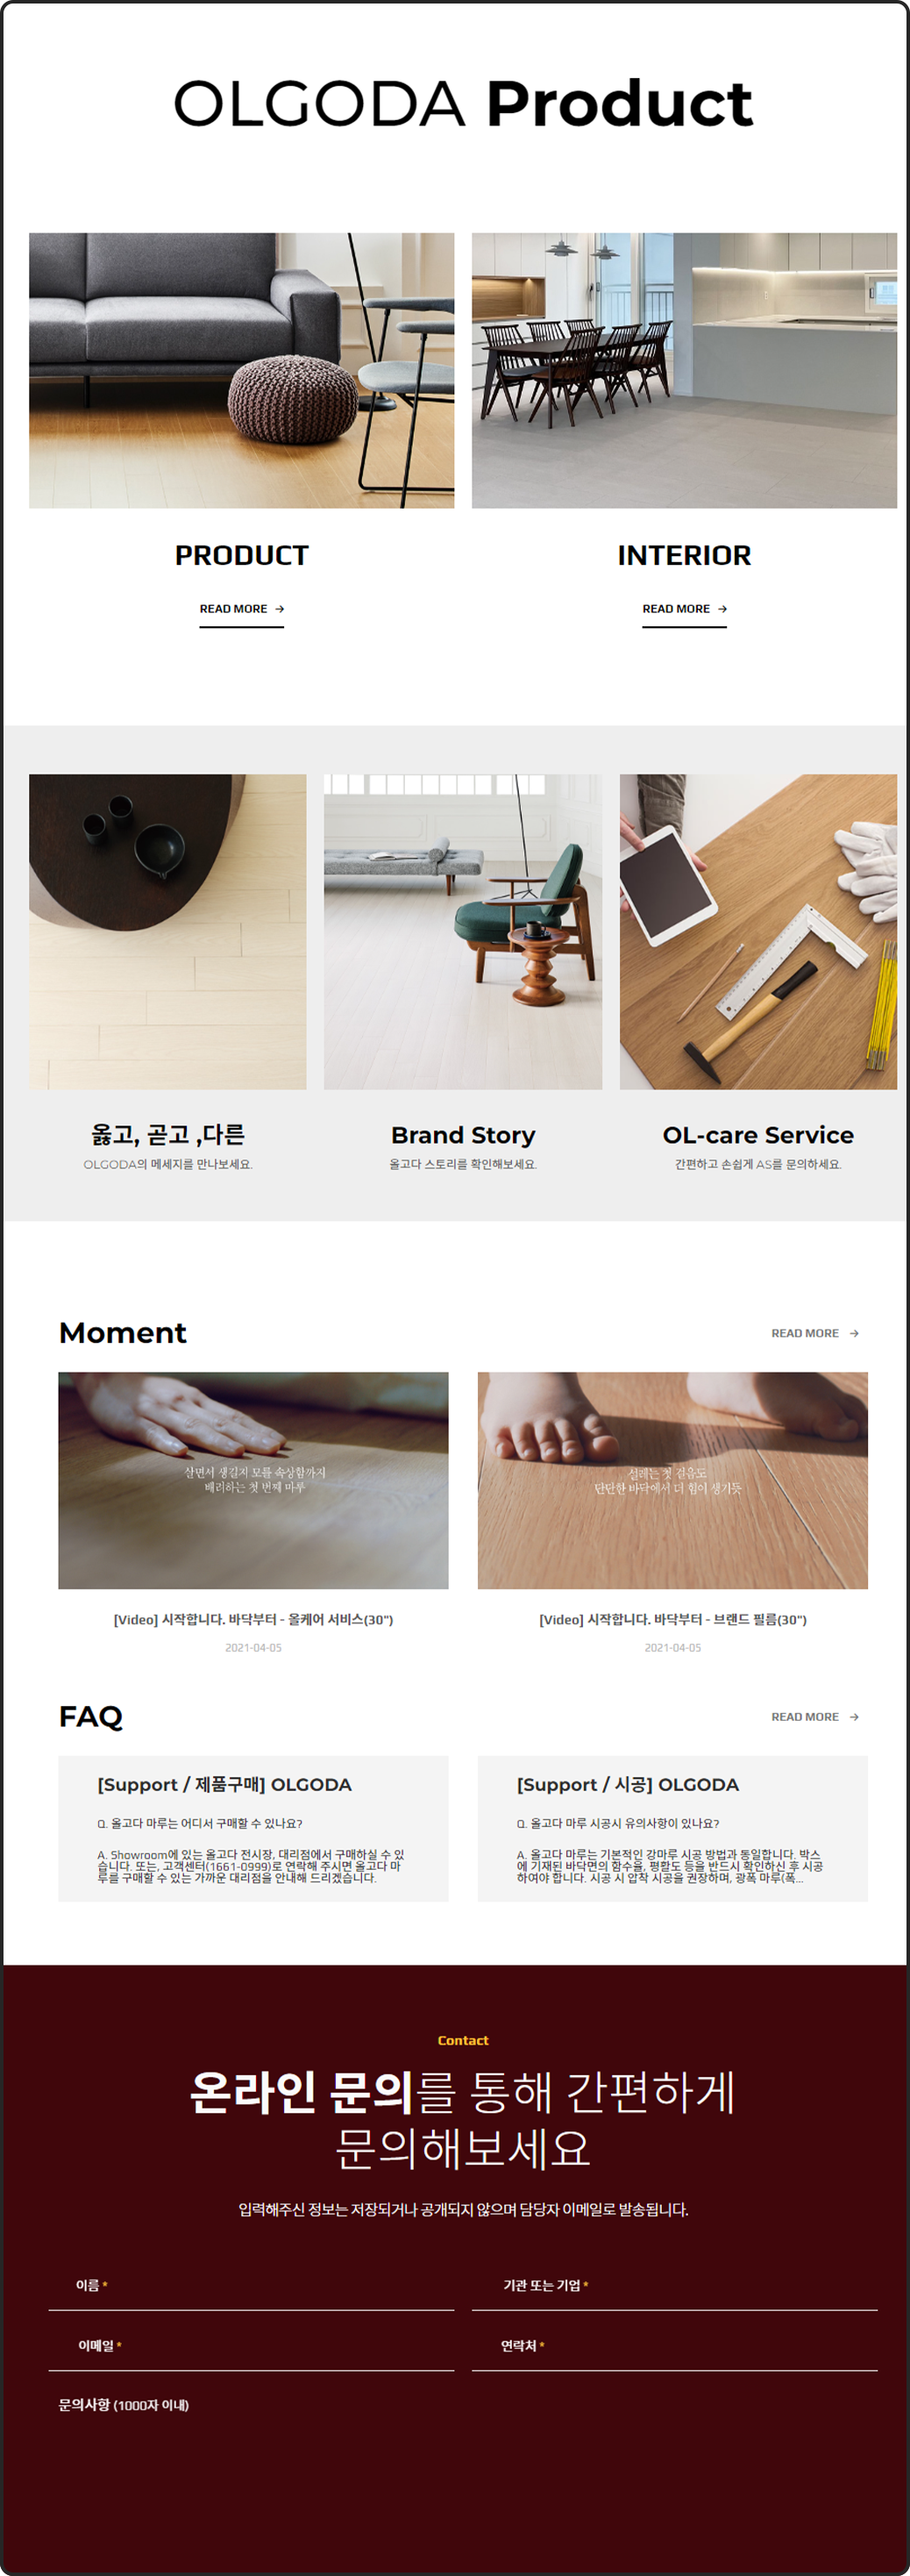 OLGODA Product
PRODUCT
READ MORE →
INTERIOR
READ MORE →
옳고, 곧고 ,다른
OLGODA의 메세지를 만나보세요.
Brand Story
올고다 스토리를 확인해보세요.
OL-care Service
간편하고 손쉽게 AS를 문의하세요.
Moment
READ MORE →
살면서 생길지 모를 속상함까지
배려하는 첫 번째 마루
설레는 첫 걸음도
단단한 바닥에서 더 힘이 생기듯
[Video] 시작합니다. 바닥부터 - 올케어 서비스(30")
2021-04-05
[Video] 시작합니다. 바닥부터 - 브랜드 필름(30")
2021-04-05
FAQ
READ MORE →
[Support / 제품구매] OLGODA
Q. 올고다 마루는 어디서 구매할 수 있나요?
A. Showroom에 있는 올고다 전시장, 대리점에서 구매하실 수 있
습니다. 또는, 고객센터(1661-0999)로 연락해 주시면 올고다 마
루를 구매할 수 있는 가까운 대리점을 안내해 드리겠습니다.
[Support / 시공] OLGODA
Q. 올고다 마루 시공시 유의사항이 있나요?
A. 올고다 마루는 기본적인 강마루 시공 방법과 동일합니다. 박스
에 기재된 바닥면의 함수율, 평활도 등을 반드시 확인하신 후 시공
하여야 합니다. 시공 시 압착 시공을 권장하며, 광폭 마루(폭...
Contact
온라인 문의를 통해 간편하게
문의해보세요
입력해주신 정보는 저장되거나 공개되지 않으며 담당자 이메일로 발송됩니다.
이름 *
기관 또는 기업 *
이메일 *
연락처 *
문의사항 (1000자 이내)